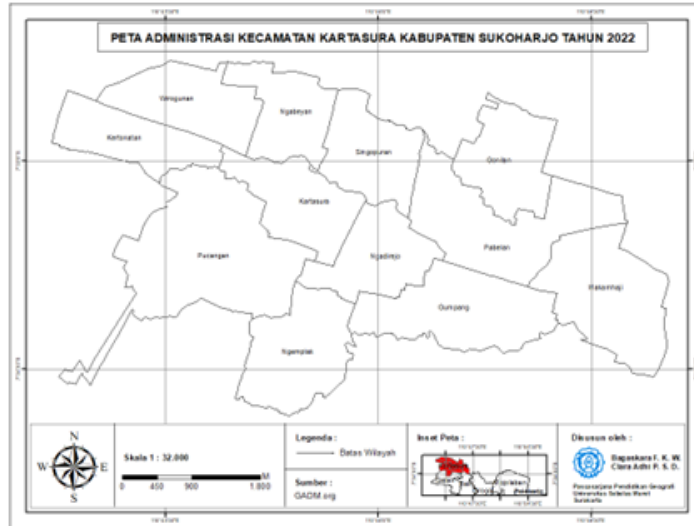 PETA ADMINISTRASI KECAMATAN KARTASURA KABUPATEN SUKOHARJO TAHUN 2022
Wirogunan
Ngabeyan
Kertonatan
Singopuran
Gonilan
Kartasura
Pucangan
Ngadirejo
Pabelan
Makamhaji
Gumpang
Ngemplak
N
W
E
S
Skala 1 : 32.000
M
0 450 900 1.800
Legenda :
Batas Wilayah
Sumber :
GADM.org
Inset Peta :
Disusun oleh :
Bagaskara F. K. W.
Clara Adhi P. S. D.
Pascasarjana Pendidikan Geografi
Universitas Sebelas Maret
Surakarta